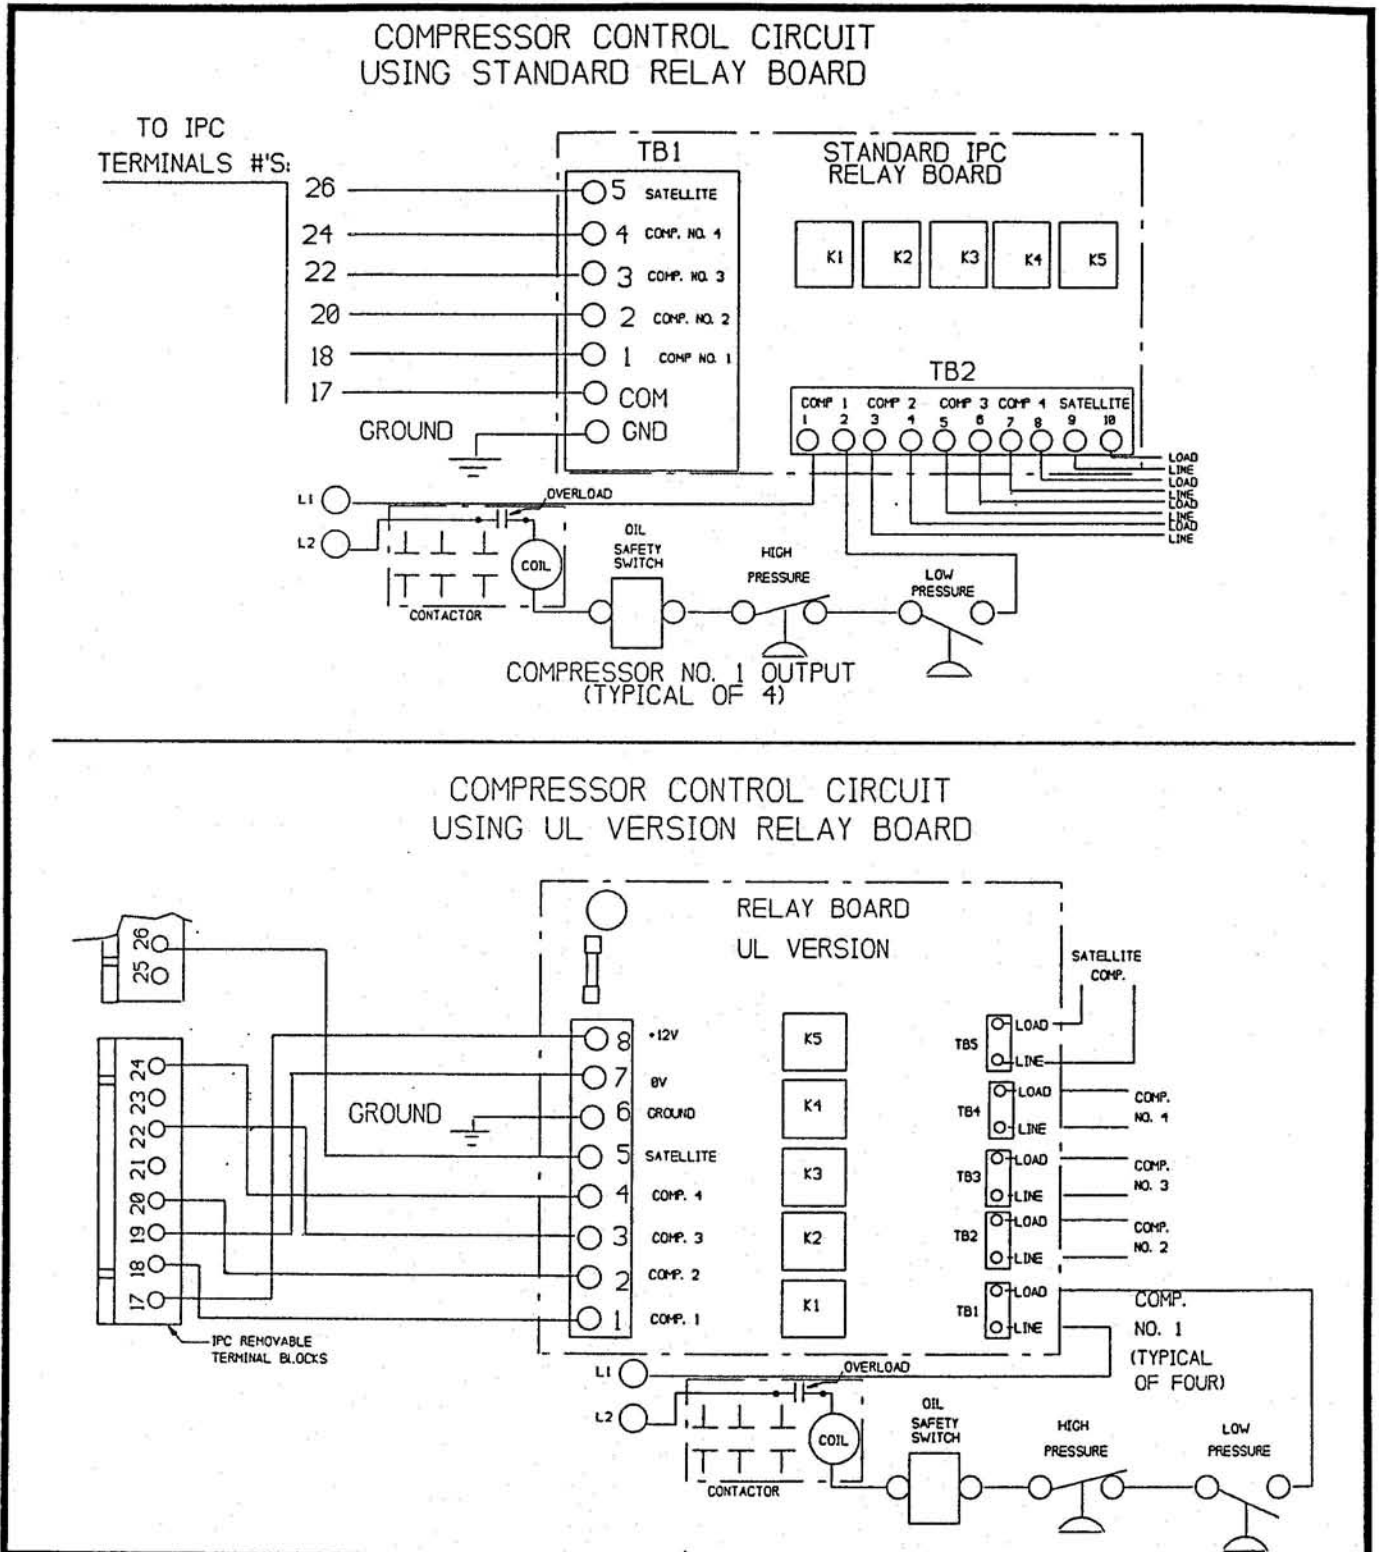 COMPRESSOR CONTROL CIRCUIT
USING STANDARD RELAY BOARD
TO IPC
TERMINALS #'S:
26
24
22
20
18
17
GROUND
TB1
5 SATELLITE
4 COMP. NO. 4
3 COMP. NO. 3
2 COMP. NO. 2
1 COMP NO. 1
COM
GND
STANDARD IPC
RELAY BOARD
K1 K2 K3 K4 K5
TB2
COMP 1 COMP 2 COMP 3 COMP 4 SATELLITE
1 2 3 4 5 6 7 8 9 10
LOAD
LINE
LOAD
LINE
LOAD
LINE
LOAD
LINE
L1
L2
OVERLOAD
COIL
CONTACTOR
OIL
SAFETY
SWITCH
HIGH
PRESSURE
LOW
PRESSURE
COMPRESSOR NO. 1 OUTPUT
(TYPICAL OF 4)
COMPRESSOR CONTROL CIRCUIT
USING UL VERSION RELAY BOARD
26
25
24
23
22
21
20
19
18
17
IPC REMOVABLE
TERMINAL BLOCKS
GROUND
RELAY BOARD
UL VERSION
8 +12V
7 0V
6 GROUND
5 SATELLITE
4 COMP. 4
3 COMP. 3
2 COMP. 2
1 COMP. 1
K5
K4
K3
K2
K1
TB5
LOAD
LINE
TB4
LOAD
LINE
TB3
LOAD
LINE
TB2
LOAD
LINE
TB1
LOAD
LINE
SATELLITE
COMP.
COMP.
NO. 4
COMP.
NO. 3
COMP.
NO. 2
COMP.
NO. 1
(TYPICAL
OF FOUR)
L1
L2
OVERLOAD
COIL
CONTACTOR
OIL
SAFETY
SWITCH
HIGH
PRESSURE
LOW
PRESSURE